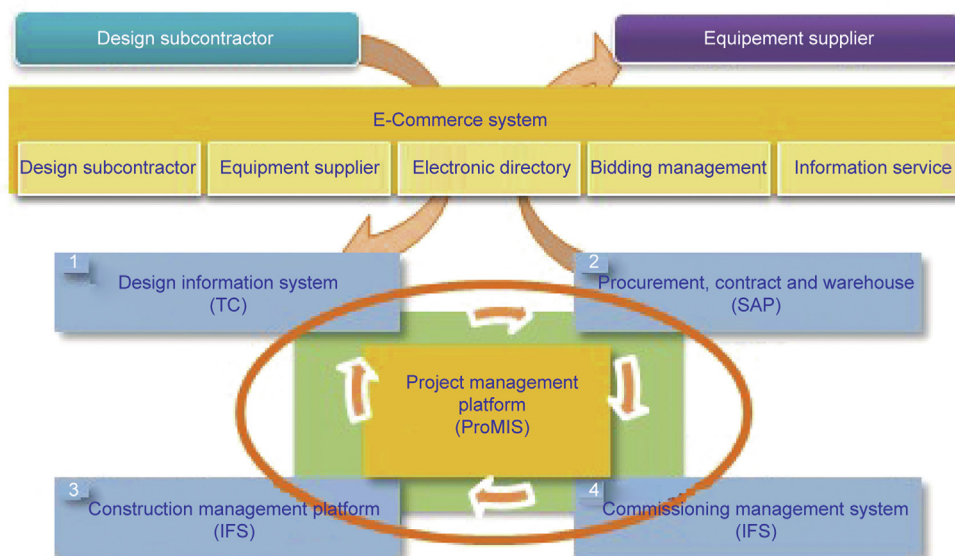 Design subcontractor
Equipement supplier
E-Commerce system
Design subcontractor
Equipment supplier
Electronic directory
Bidding management
Information service
1
Design information system
(TC)
2
Procurement, contract and warehouse
(SAP)
Project management
platform
(ProMIS)
3
Construction management platform
(IFS)
4
Commissioning management system
(IFS)